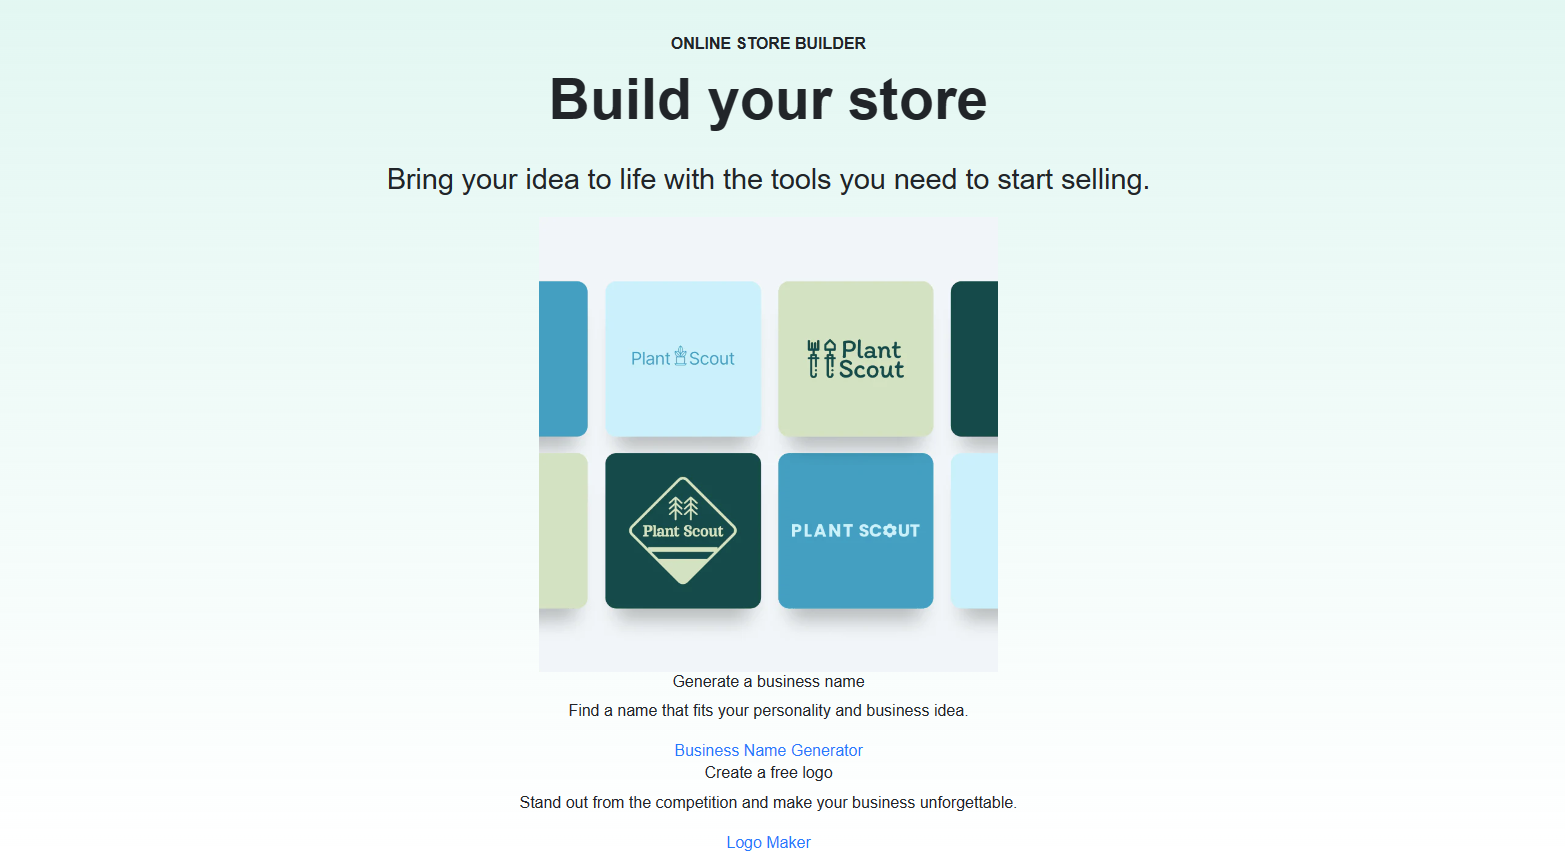 ONLINE STORE BUILDER
Build your store
Bring your idea to life with the tools you need to start selling.
Plant Scout
Plant
Scout
Plant Scout
PLANT SCOUT
Generate a business name
Find a name that fits your personality and business idea.
Business Name Generator
Create a free logo
Stand out from the competition and make your business unforgettable.
Logo Maker